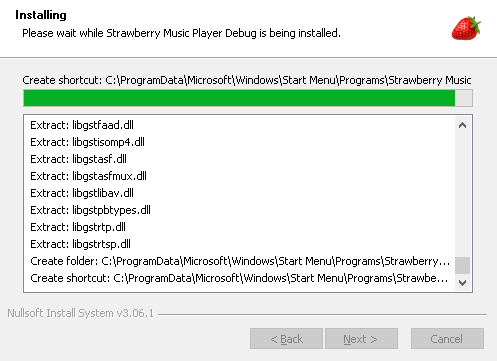 Installing
Please wait while Strawberry Music Player Debug is being installed.
Create shortcut: C:\ProgramData\Microsoft\Windows\Start Menu\Programs\Strawberry Music
Extract: libgstfaad.dll
Extract: libgstisomp4.dll
Extract: libgstasf.dll
Extract: libgstasfmux.dll
Extract: libgstlibav.dll
Extract: libgstpbtypes.dll
Extract: libgstrtp.dll
Extract: libgstrtsp.dll
Create folder: C:\ProgramData\Microsoft\Windows\Start Menu\Programs\Strawberry...
Create shortcut: C:\ProgramData\Microsoft\Windows\Start Menu\Programs\Strawbe...
Nullsoft Install System v3.06.1
< Back Next > Cancel